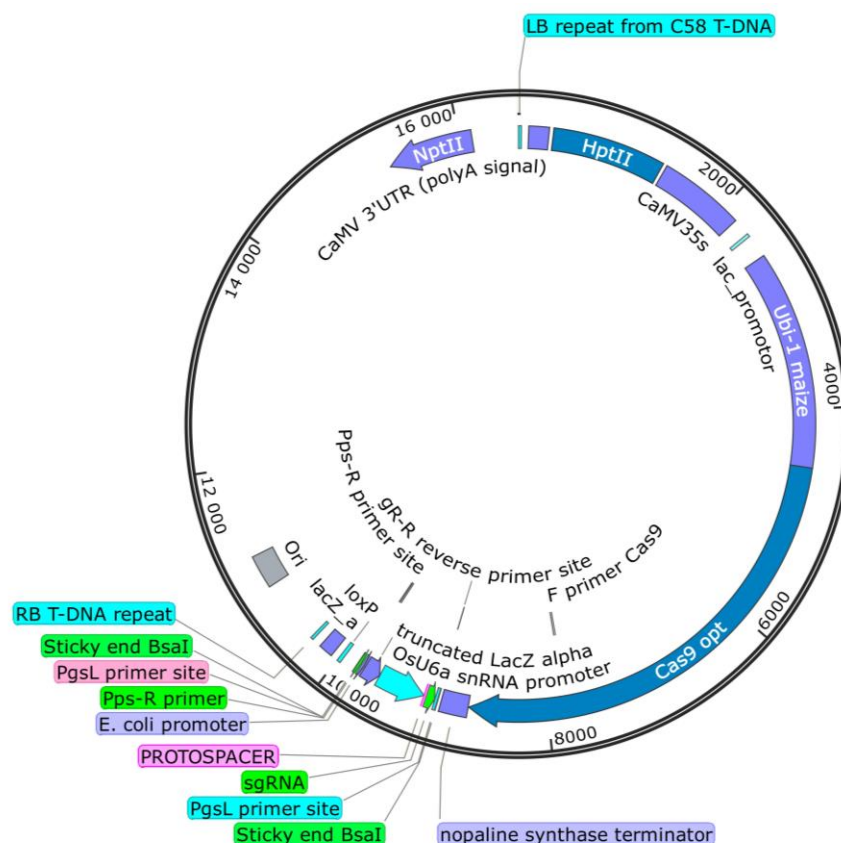 LB repeat from C58 T-DNA
16 000
NptII
HptII
2000
CaMV 3'UTR (polyA signal)
CaMV35s
lac_promotor
14 000
Ubi-1 maize
4000
Pps-R primer site
gR-R reverse primer site
F primer Cas9
12 000
Ori
loxP
lacZ_a
truncated LacZ alpha
OsU6a snRNA promoter
6000
Cas9 opt
RB T-DNA repeat
Sticky end BsaI
PgsL primer site
Pps-R primer
E. coli promoter
10 000
8000
PROTOSPACER
sgRNA
PgsL primer site
Sticky end BsaI
nopaline synthase terminator